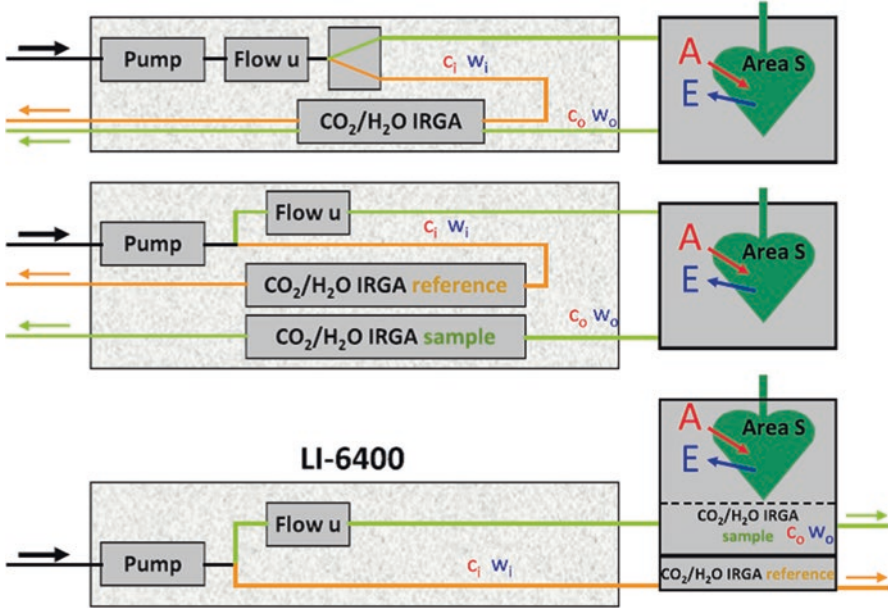 Pump
Flow u
cᵢ wᵢ
CO₂/H₂O IRGA
cₒ wₒ
A
Area S
E
Pump
Flow u
cᵢ wᵢ
CO₂/H₂O IRGA reference
CO₂/H₂O IRGA sample
cₒ wₒ
A
Area S
E
LI-6400
Pump
Flow u
cᵢ wᵢ
A
Area S
E
CO₂/H₂O IRGA
sample cₒ wₒ
CO₂/H₂O IRGA reference